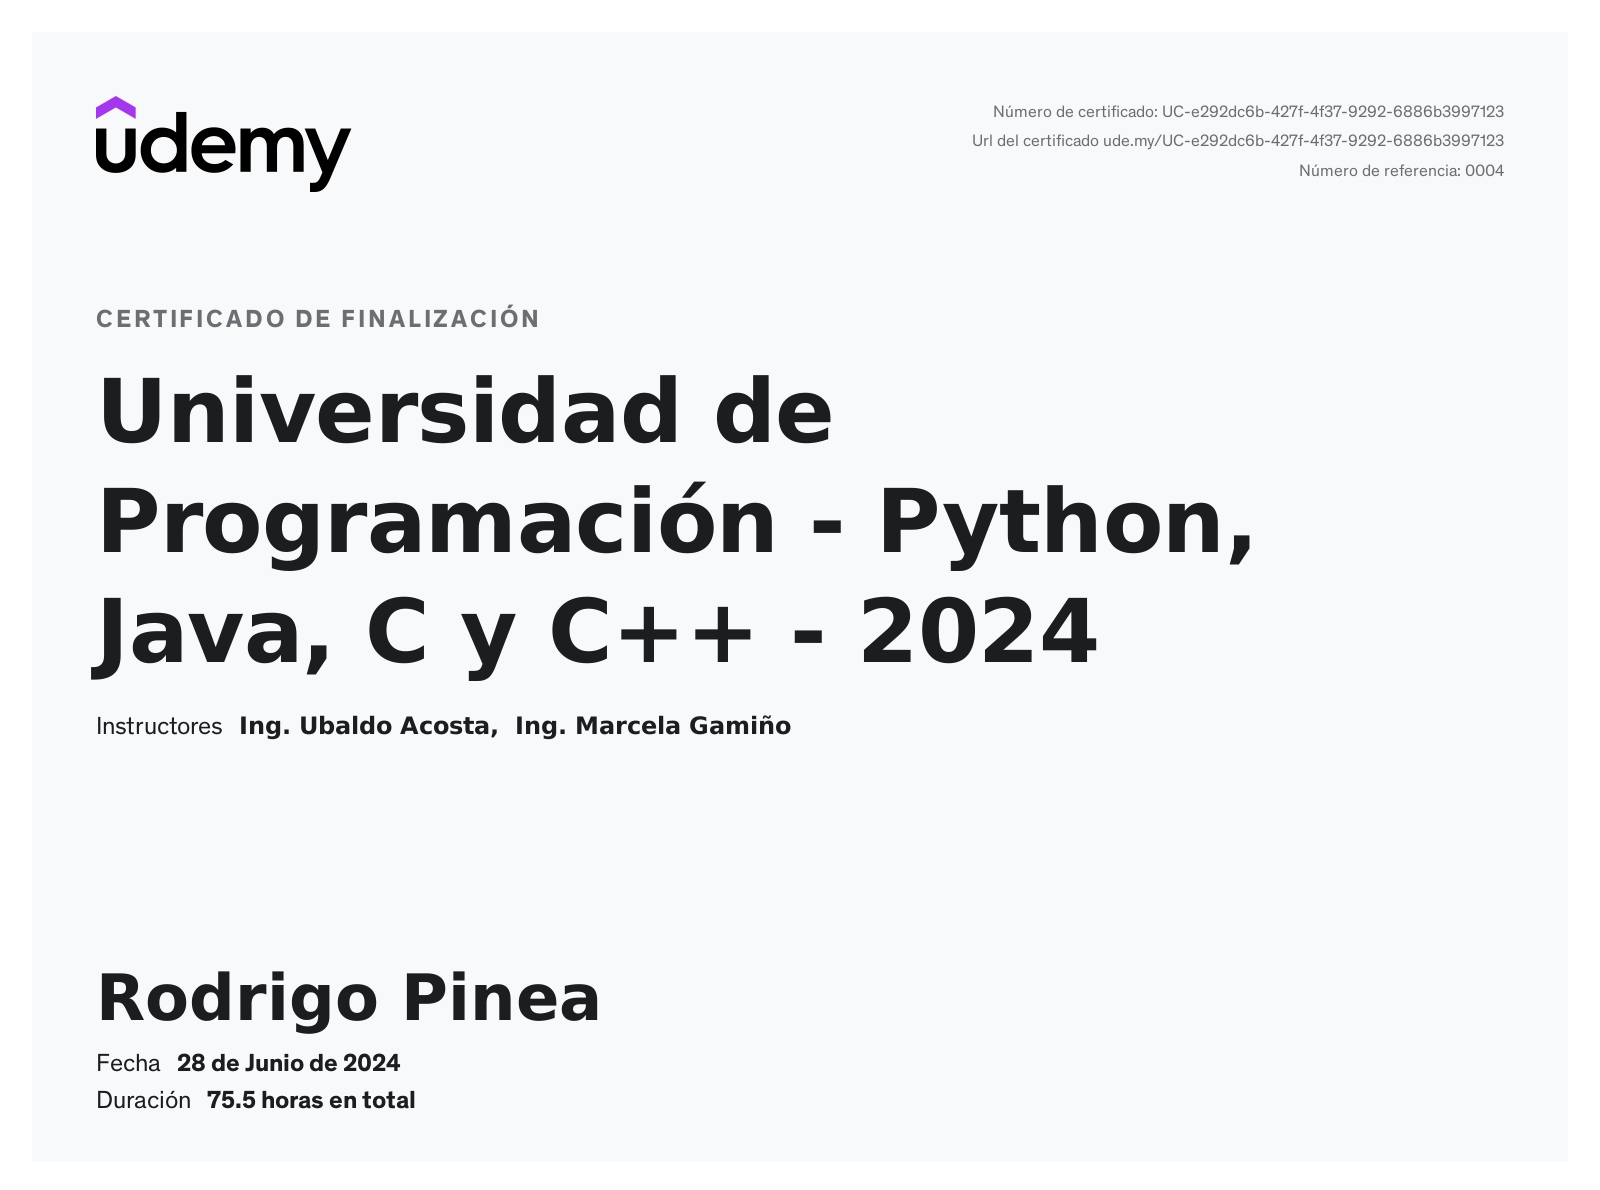 udemy
Número de certificado: UC-e292dc6b-427f-4f37-9292-6886b3997123
Url del certificado ude.my/UC-e292dc6b-427f-4f37-9292-6886b3997123
Número de referencia: 0004
CERTIFICADO DE FINALIZACIÓN
Universidad de
Programación - Python,
Java, C y C++ - 2024
Instructores Ing. Ubaldo Acosta, Ing. Marcela Gamiño
Rodrigo Pinea
Fecha 28 de Junio de 2024
Duración 75.5 horas en total